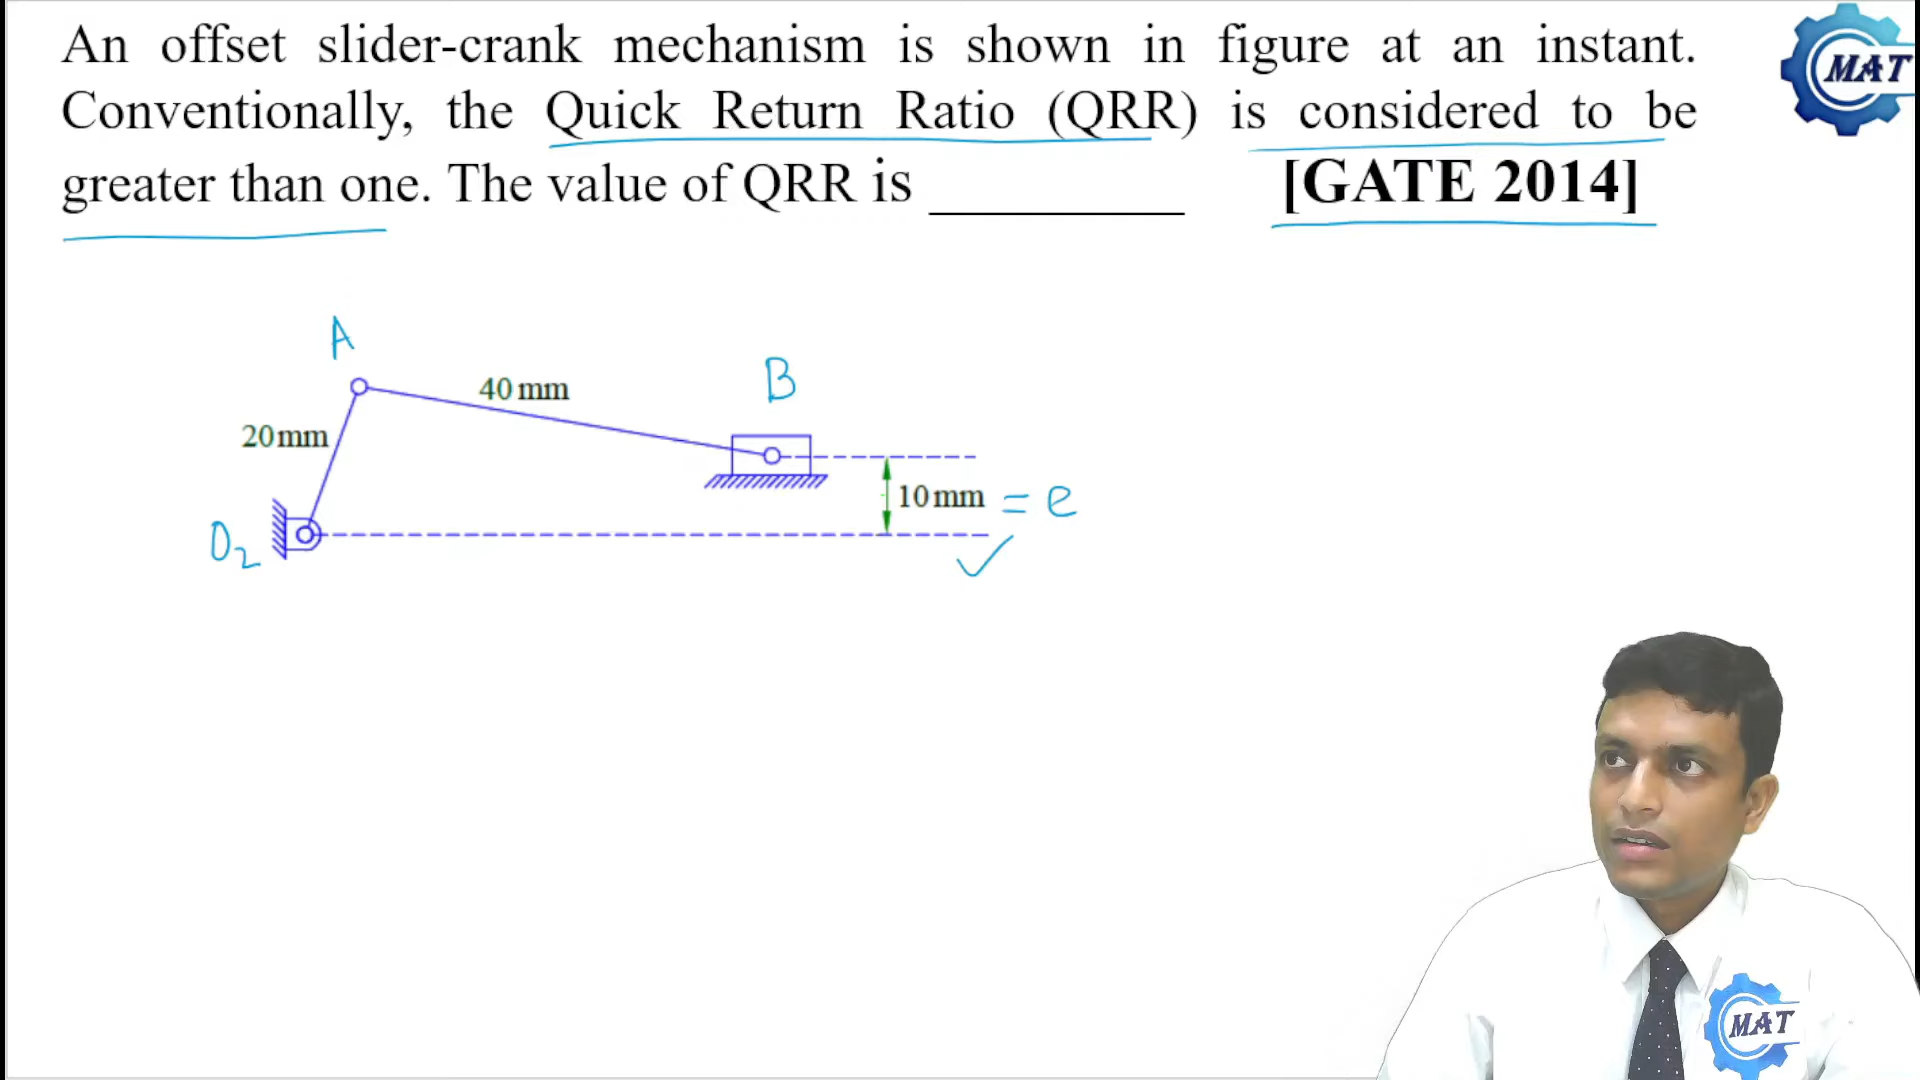 An offset slider-crank mechanism is shown in figure at an instant.
Conventionally, the Quick Return Ratio (QRR) is considered to be
greater than one. The value of QRR is __________ [GATE 2014]
MAT
A
40 mm
B
20mm
10mm = e
O2
MAT